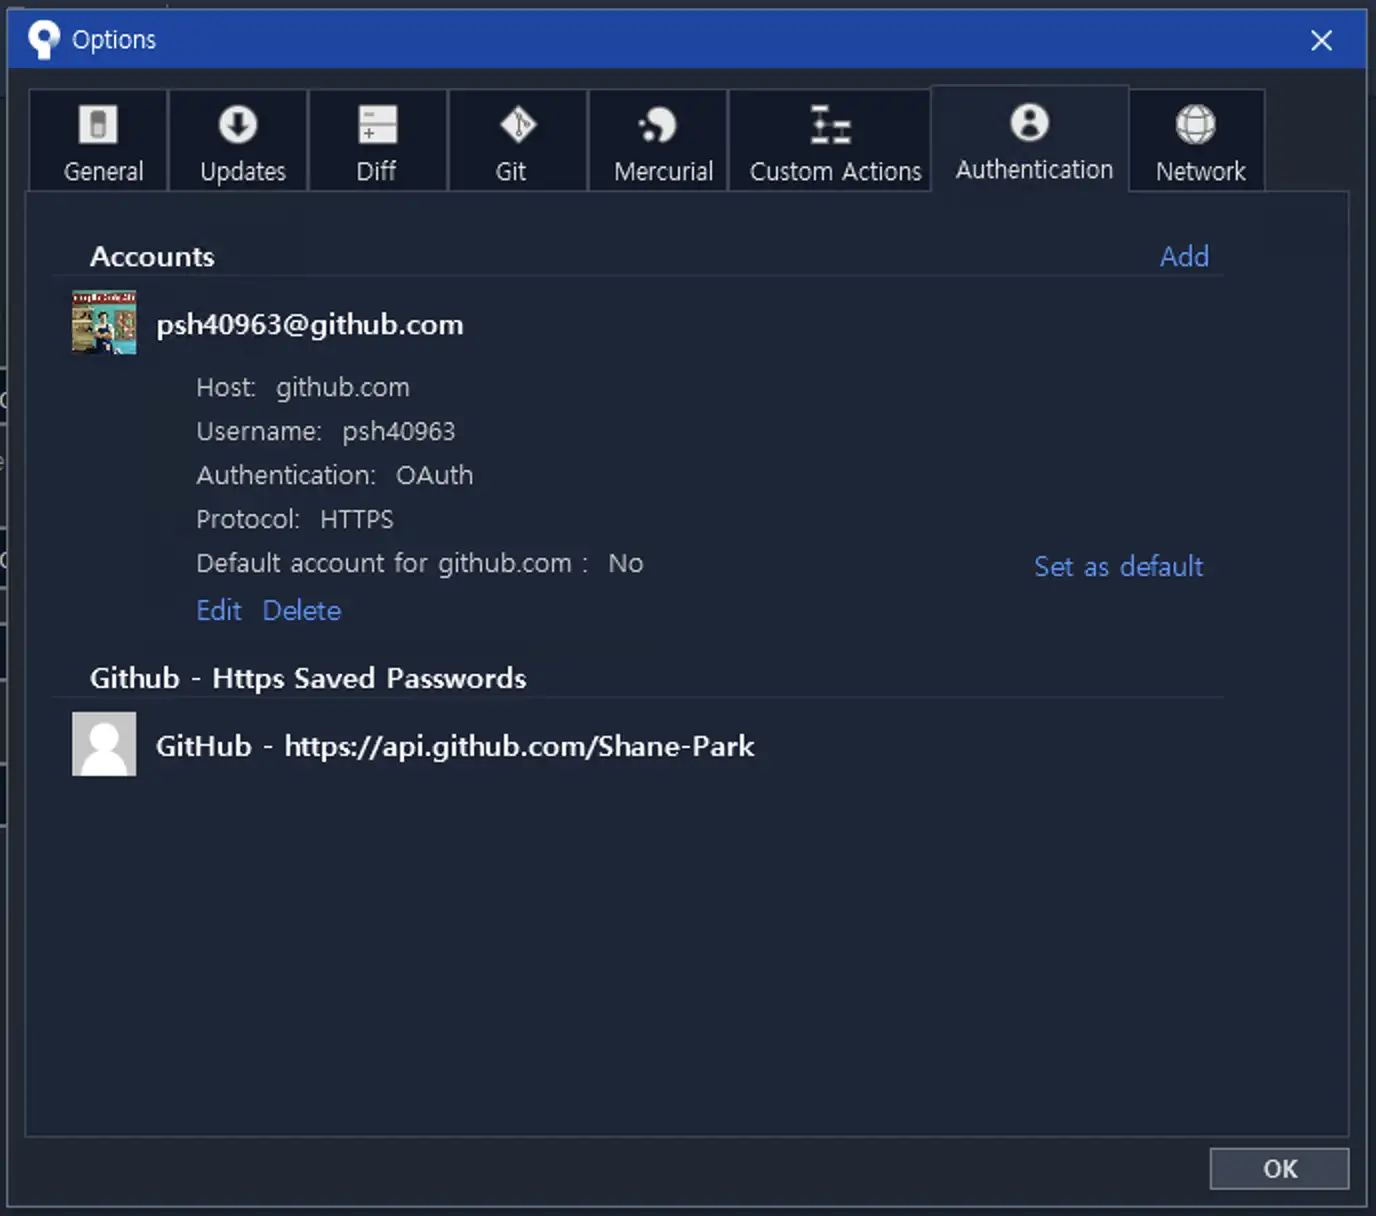 Options
General
Updates
Diff
Git
Mercurial
Custom Actions
Authentication
Network
Accounts
Add
psh40963@github.com
Host: github.com
Username: psh40963
Authentication: OAuth
Protocol: HTTPS
Default account for github.com : No
Set as default
Edit Delete
Github - Https Saved Passwords
GitHub - https://api.github.com/Shane-Park
OK